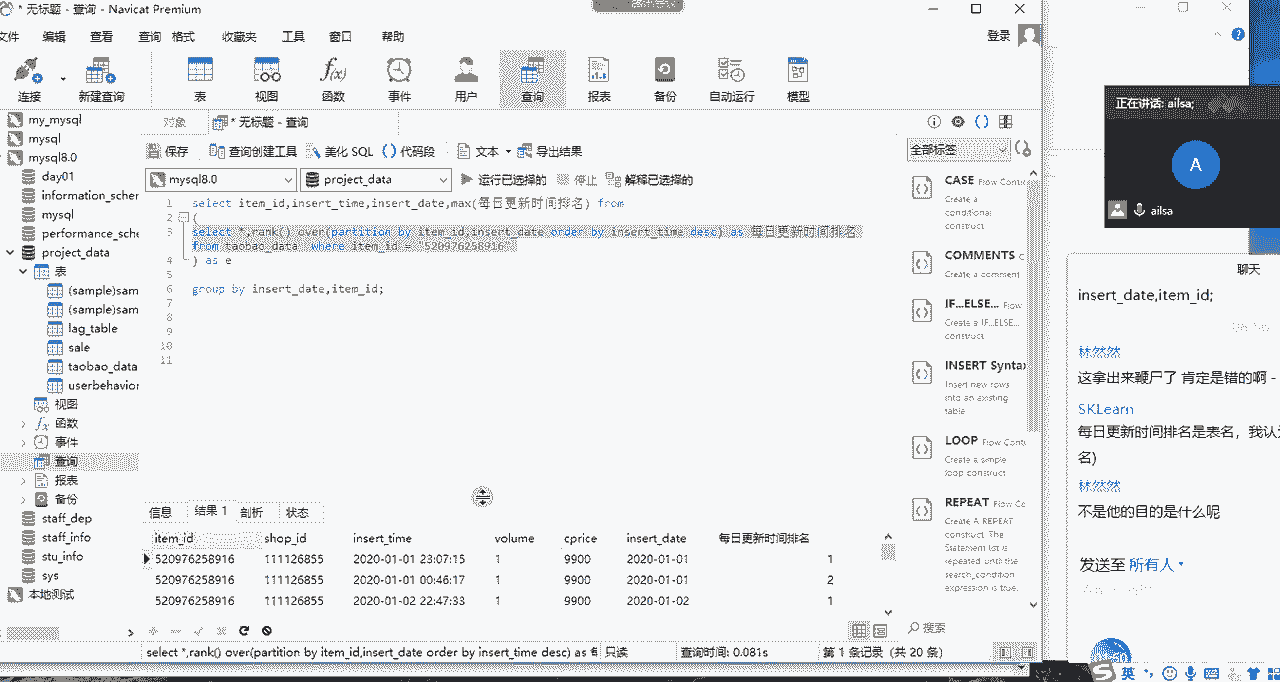 * 无标题 - 查询 - Navicat Premium
文件 编辑 查看 查询 格式 收藏夹 工具 窗口 帮助
登录
连接 新建查询 表 视图 函数 事件 用户 查询 报表 备份 自动运行 模型
正在讲话: ailsa;
A
ailsa
my_mysql
mysql
mysql8.0
day01
information_scher
mysql
performance_sche
project_data
表
(sample)sam
(sample)sam
lag_table
sale
taobao_data
userbehavior
视图
函数
事件
查询
报表
备份
staff_dep
staff_info
stu_info
sys
本地测试
对象 * 无标题 - 查询
保存 查询创建工具 美化 SQL () 代码段 文本 导出结果
mysql8.0 project_data 运行已选择的 停止 解释已选择的
1 select item_id,insert_time,insert_date,max(每日更新时间排名) from
2 (
3 select *,rank() over(partition by item_id,insert_date order by insert_time desc) as 每日更新时间排名
from taobao_data where item_id = "520976258916"
4 ) as e
5
6 group by insert_date,item_id;
7
8
9
10
11
全部标签
CASE Flow Contr
Create a
conditional
construct
COMMENTS C
Create a comment
IF...ELSE... Flow
Create a IF...ELSE...
construct
INSERT Syntax
Insert new rows
into an existing
table
LOOP Flow Contr
Create a simple
loop construct
REPEAT Flow Co
Create A REPEAT
construct. The
Statement list is
repeated until the
search_condition
expression is true.
搜索
信息 结果 1 剖析 状态
item_id shop_id insert_time volume cprice insert_date 每日更新时间排名
520976258916 111126855 2020-01-01 23:07:15 1 9900 2020-01-01 1
520976258916 111126855 2020-01-01 00:46:17 1 9900 2020-01-01 2
520976258916 111126855 2020-01-02 22:47:33 1 9900 2020-01-02 1
select *,rank() over(partition by item_id,insert_date order by insert_time desc) as 每 只读 查询时间: 0.081s 第 1 条记录 (共 20 条)
聊天
insert_date,item_id;
林然然
这拿出来鞭尸了 肯定是错的啊 -
SKLearn
每日更新时间排名是表名，我认为
名)
林然然
不是他的目的是什么呢
发送至 所有人
英